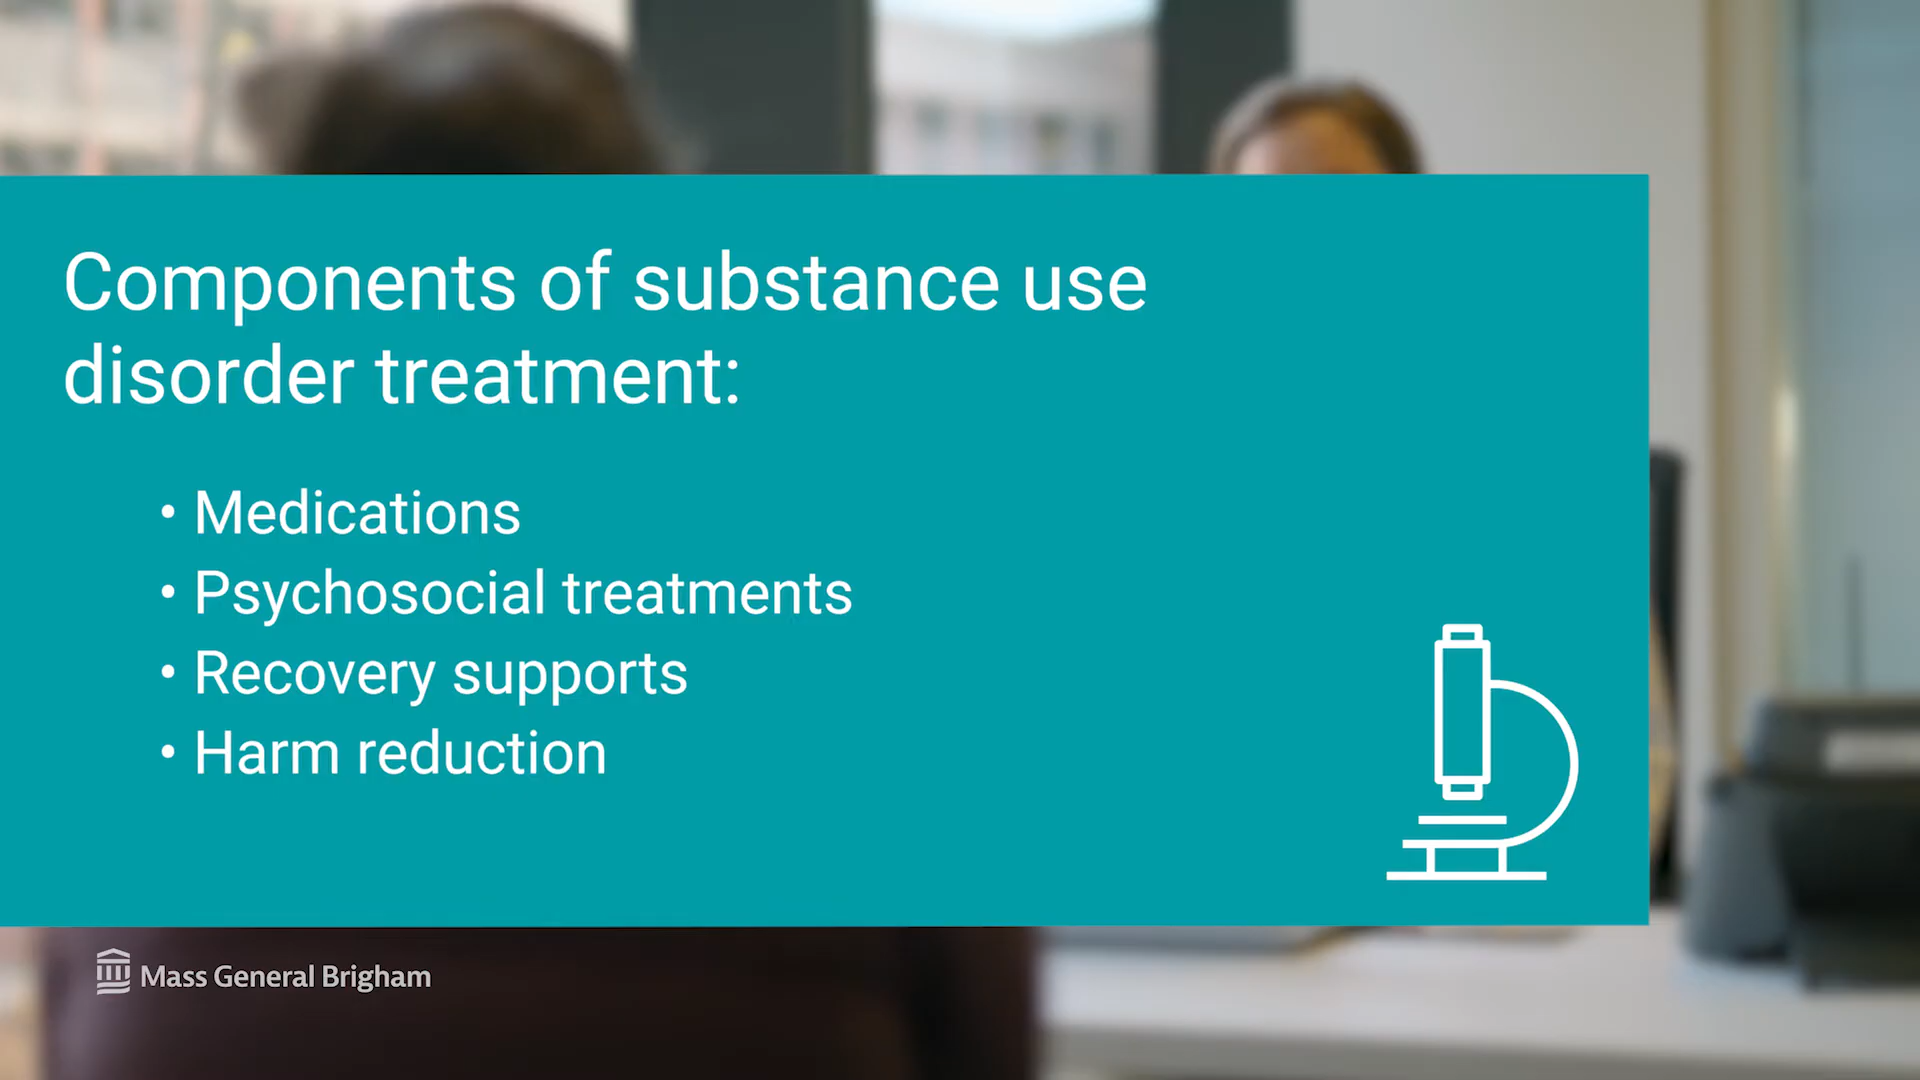 Components of substance use
disorder treatment:
• Medications
• Psychosocial treatments
• Recovery supports
• Harm reduction
Mass General Brigham